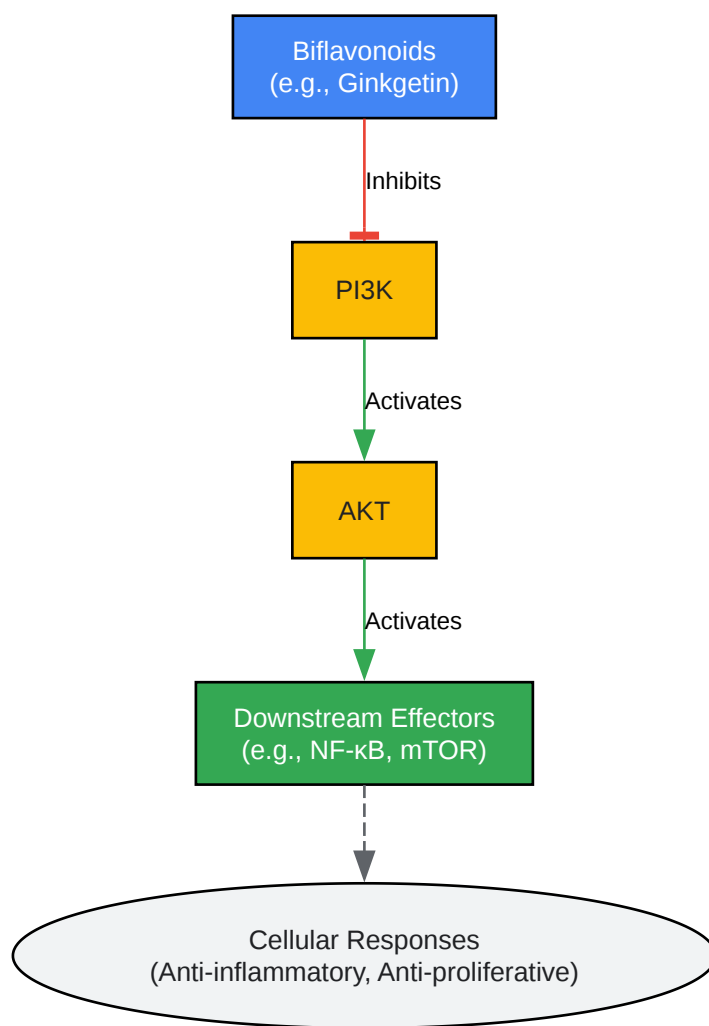 Biflavonoids
(e.g., Ginkgetin)
Inhibits
PI3K
Activates
AKT
Activates
Downstream Effectors
(e.g., NF-κB, mTOR)
Cellular Responses
(Anti-inflammatory, Anti-proliferative)